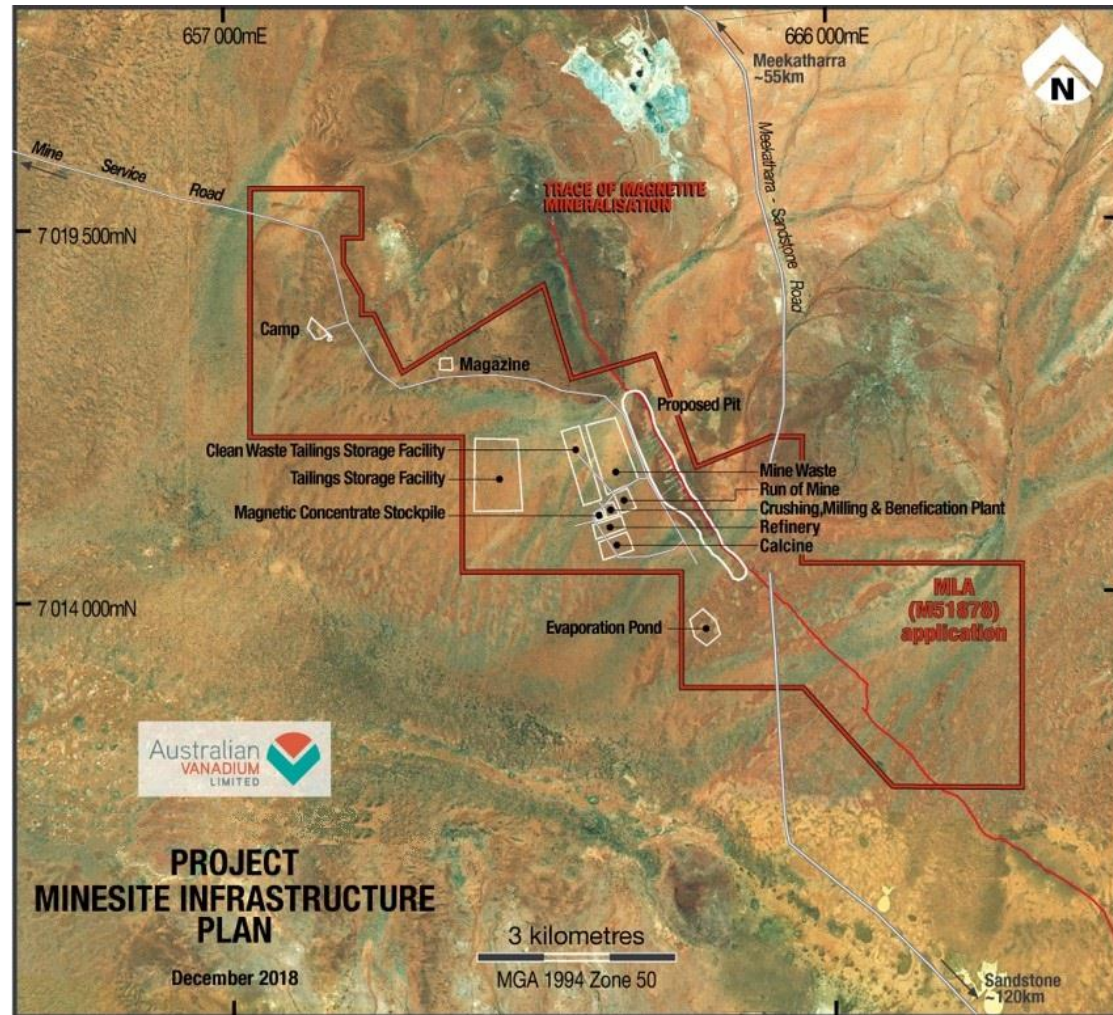 657 000mE
666 000mE
Meekatharra
~55km
N
Mine Service Road
Meekatharra - Sandstone Road
TRACE OF MAGNETITE
MINERALISATION
7 019 500mN
Camp
Magazine
Proposed Pit
Clean Waste Tailings Storage Facility
Tailings Storage Facility
Magnetic Concentrate Stockpile
Mine Waste
Run of Mine
Crushing,Milling & Benefication Plant
Refinery
Calcine
7 014 000mN
MLA
(M51878)
application
Evaporation Pond
Australian
VANADIUM
LIMITED
PROJECT
MINESITE INFRASTRUCTURE
PLAN
December 2018
3 kilometres
MGA 1994 Zone 50
Sandstone
~120km